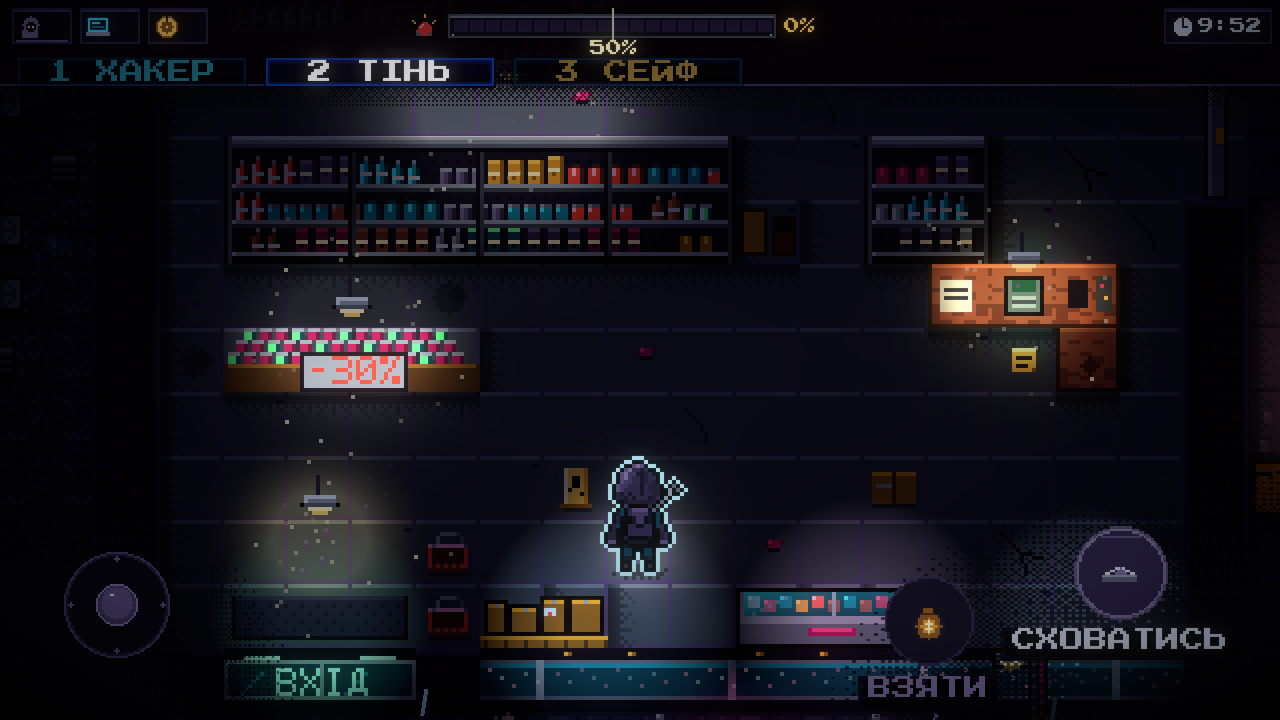 0%
9:52
50%
1 ХАКЕР
2 ТІНЬ
3 СЕЙФ
-30%
СХОВАТИСЬ
ВХІД
ВЗЯТИ